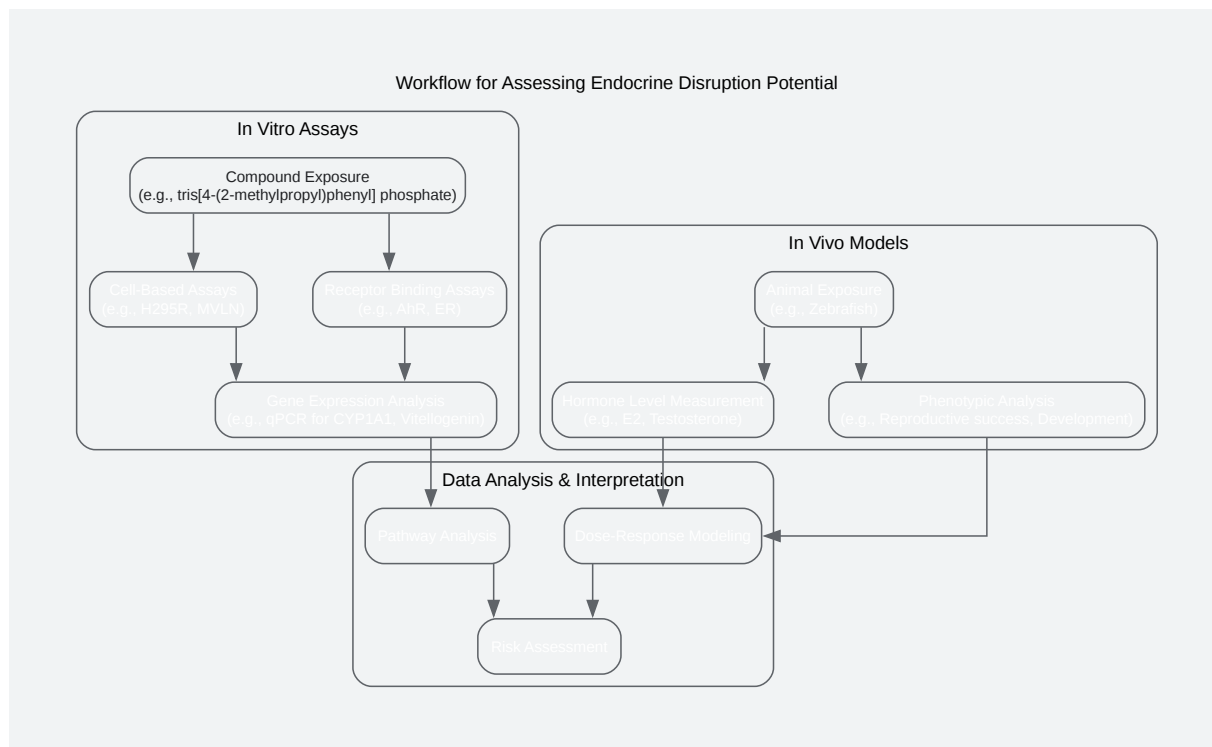 Workflow for Assessing Endocrine Disruption Potential
In Vitro Assays
Compound Exposure
(e.g., tris[4-(2-methylpropyl)phenyl] phosphate)
Cell-Based Assays
(e.g., H295R, MVLN)
Receptor Binding Assays
(e.g., AhR, ER)
Gene Expression Analysis
(e.g., qPCR for CYP1A1, Vitellogenin)
In Vivo Models
Animal Exposure
(e.g., Zebrafish)
Hormone Level Measurement
(e.g., E2, Testosterone)
Phenotypic Analysis
(e.g., Reproductive success, Development)
Data Analysis & Interpretation
Pathway Analysis
Dose-Response Modeling
Risk Assessment